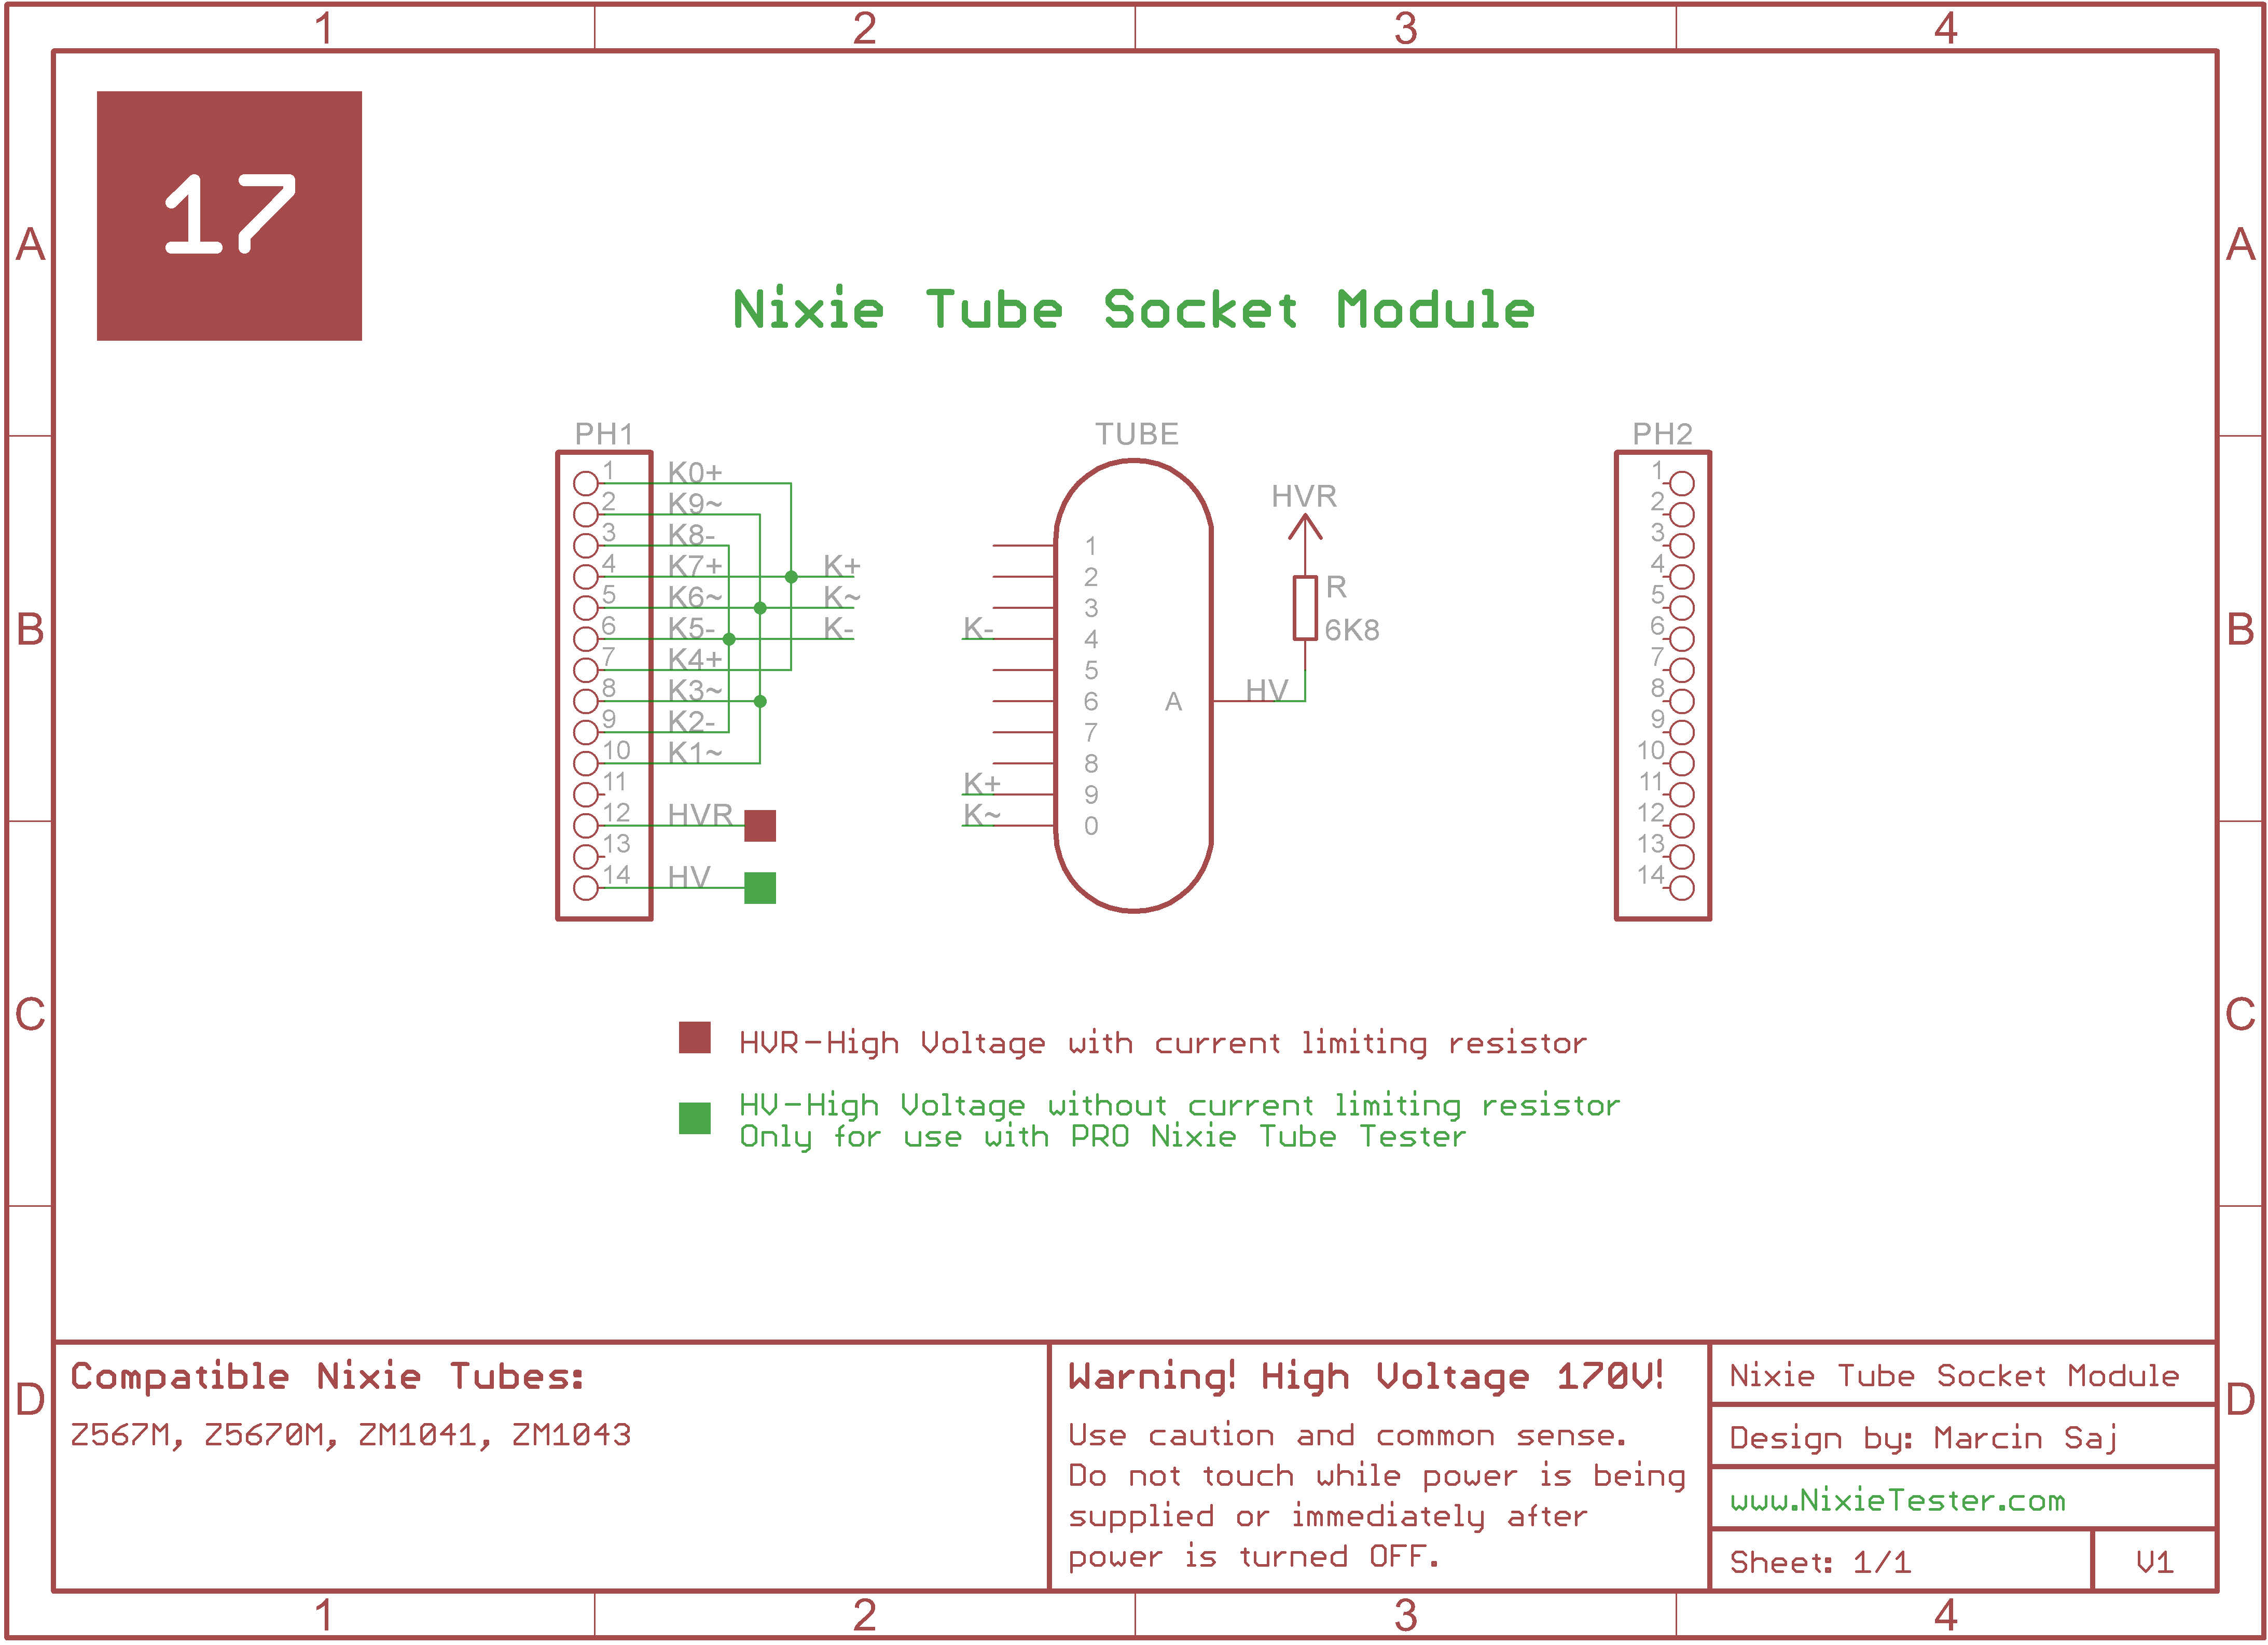 1 2 3 4
A A
17
Nixie Tube Socket Module
PH1 TUBE PH2
1 K0+
2 K9~
3 K8-
4 K7+ K+
5 K6~ K~
6 K5- K-
7 K4+
8 K3~
9 K2-
10 K1~
11
12 HVR
13
14 HV
1
2
3
K- 4
5
6
7
8
K+ 9
K~ 0
A HV
HVR
R
6K8
1
2
3
4
5
6
7
8
9
10
11
12
13
14
B B
C C
HVR-High Voltage with current limiting resistor
HV-High Voltage without current limiting resistor
Only for use with PRO Nixie Tube Tester
D D
Compatible Nixie Tubes:
Z567M, Z5670M, ZM1041, ZM1043
Warning! High Voltage 170V!
Use caution and common sense.
Do not touch while power is being
supplied or immediately after
power is turned OFF.
Nixie Tube Socket Module
Design by: Marcin Saj
www.NixieTester.com
Sheet: 1/1 V1
1 2 3 4